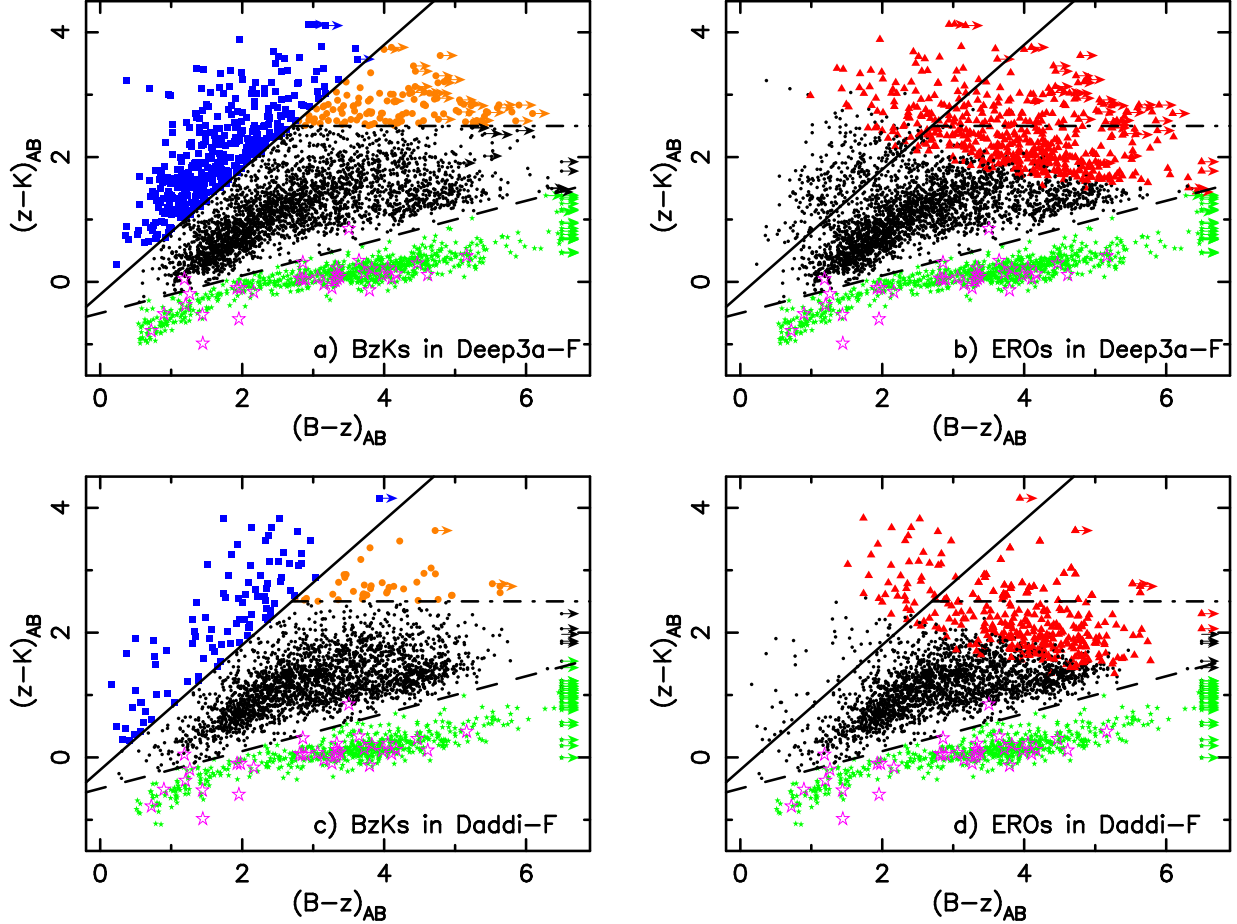 4
2
0
(z−K)AB
a) BzKs in Deep3a−F
0 2 4 6
(B−z)AB
4
2
0
(z−K)AB
b) EROs in Deep3a−F
0 2 4 6
(B−z)AB
4
2
0
(z−K)AB
c) BzKs in Daddi−F
0 2 4 6
(B−z)AB
4
2
0
(z−K)AB
d) EROs in Daddi−F
0 2 4 6
(B−z)AB